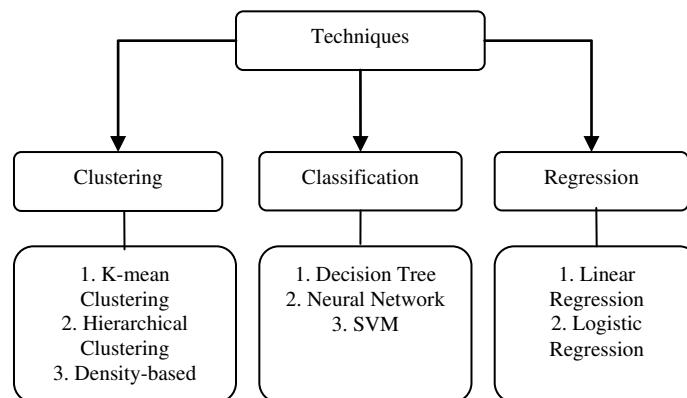 Techniques
Clustering
Classification
Regression
1. K-mean
Clustering
2. Hierarchical
Clustering
3. Density-based
1. Decision Tree
2. Neural Network
3. SVM
1. Linear
Regression
2. Logistic
Regression